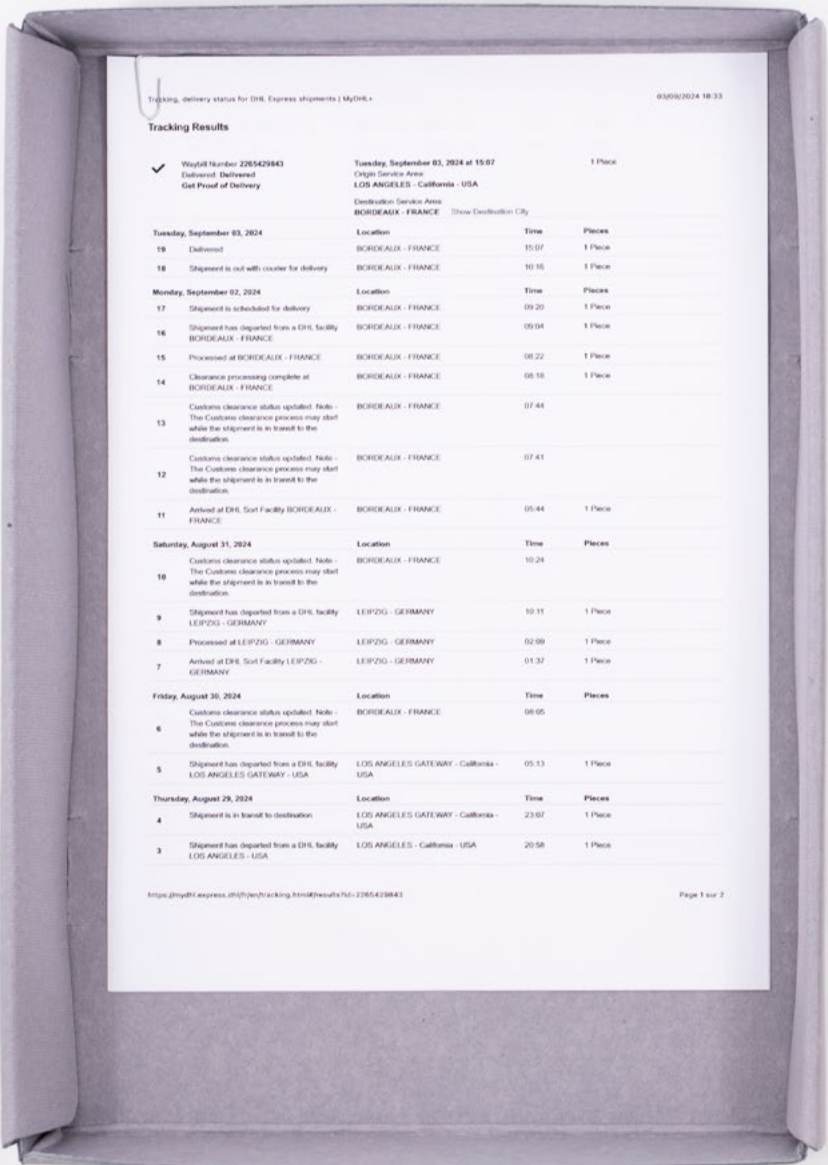 Tracking, delivery status for DHL Express shipments | MyDHL+ 03/09/2024 18:33
Tracking Results
Waybill Number 2265429843 Tuesday, September 03, 2024 at 15:07 1 Piece
Delivered: Delivered Origin Service Area:
Get Proof of Delivery LOS ANGELES - California - USA
Destination Service Area:
BORDEAUX - FRANCE Show Destination City
Tuesday, September 03, 2024 Location Time Pieces
19 Delivered BORDEAUX - FRANCE 15:07 1 Piece
18 Shipment is out with courier for delivery BORDEAUX - FRANCE 10:16 1 Piece
Monday, September 02, 2024 Location Time Pieces
17 Shipment is scheduled for delivery BORDEAUX - FRANCE 09:20 1 Piece
16 Shipment has departed from a DHL facility BORDEAUX - FRANCE 09:04 1 Piece
BORDEAUX - FRANCE
15 Processed at BORDEAUX - FRANCE BORDEAUX - FRANCE 08:22 1 Piece
14 Clearance processing complete at BORDEAUX - FRANCE 08:18 1 Piece
BORDEAUX - FRANCE
Customs clearance status updated. Note - BORDEAUX - FRANCE 07:44
13 The Customs clearance process may start
while the shipment is in transit to the
destination.
Customs clearance status updated. Note - BORDEAUX - FRANCE 07:41
12 The Customs clearance process may start
while the shipment is in transit to the
destination.
11 Arrived at DHL Sort Facility BORDEAUX - BORDEAUX - FRANCE 05:44 1 Piece
FRANCE
Saturday, August 31, 2024 Location Time Pieces
Customs clearance status updated. Note - BORDEAUX - FRANCE 10:24
10 The Customs clearance process may start
while the shipment is in transit to the
destination.
9 Shipment has departed from a DHL facility LEIPZIG - GERMANY 10:11 1 Piece
LEIPZIG - GERMANY
8 Processed at LEIPZIG - GERMANY LEIPZIG - GERMANY 02:09 1 Piece
7 Arrived at DHL Sort Facility LEIPZIG - LEIPZIG - GERMANY 01:37 1 Piece
GERMANY
Friday, August 30, 2024 Location Time Pieces
Customs clearance status updated. Note - BORDEAUX - FRANCE 08:05
6 The Customs clearance process may start
while the shipment is in transit to the
destination.
5 Shipment has departed from a DHL facility LOS ANGELES GATEWAY - California - 05:13 1 Piece
LOS ANGELES GATEWAY - USA USA
Thursday, August 29, 2024 Location Time Pieces
4 Shipment is in transit to destination LOS ANGELES GATEWAY - California - 23:07 1 Piece
USA
3 Shipment has departed from a DHL facility LOS ANGELES - California - USA 20:58 1 Piece
LOS ANGELES - USA
https://mydhl.express.dhl/fr/en/tracking.html#/results?id=2265429843 Page 1 sur 2